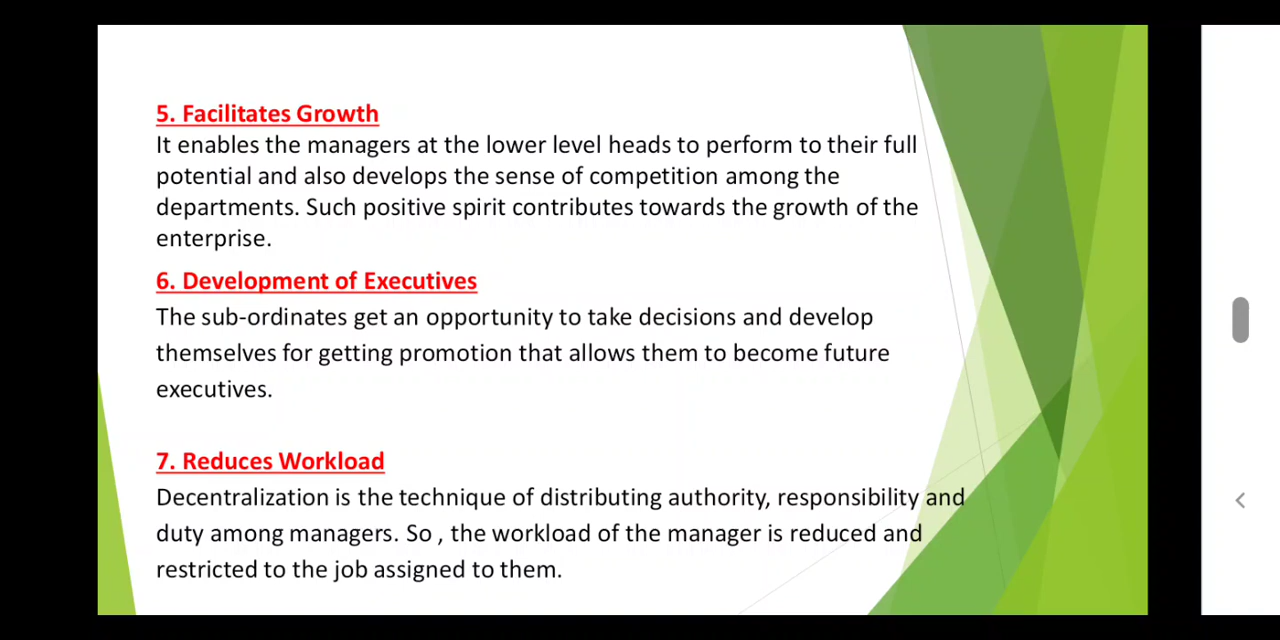 5. Facilitates Growth
It enables the managers at the lower level heads to perform to their full
potential and also develops the sense of competition among the
departments. Such positive spirit contributes towards the growth of the
enterprise.
6. Development of Executives
The sub-ordinates get an opportunity to take decisions and develop
themselves for getting promotion that allows them to become future
executives.
7. Reduces Workload
Decentralization is the technique of distributing authority, responsibility and
duty among managers. So , the workload of the manager is reduced and
restricted to the job assigned to them.